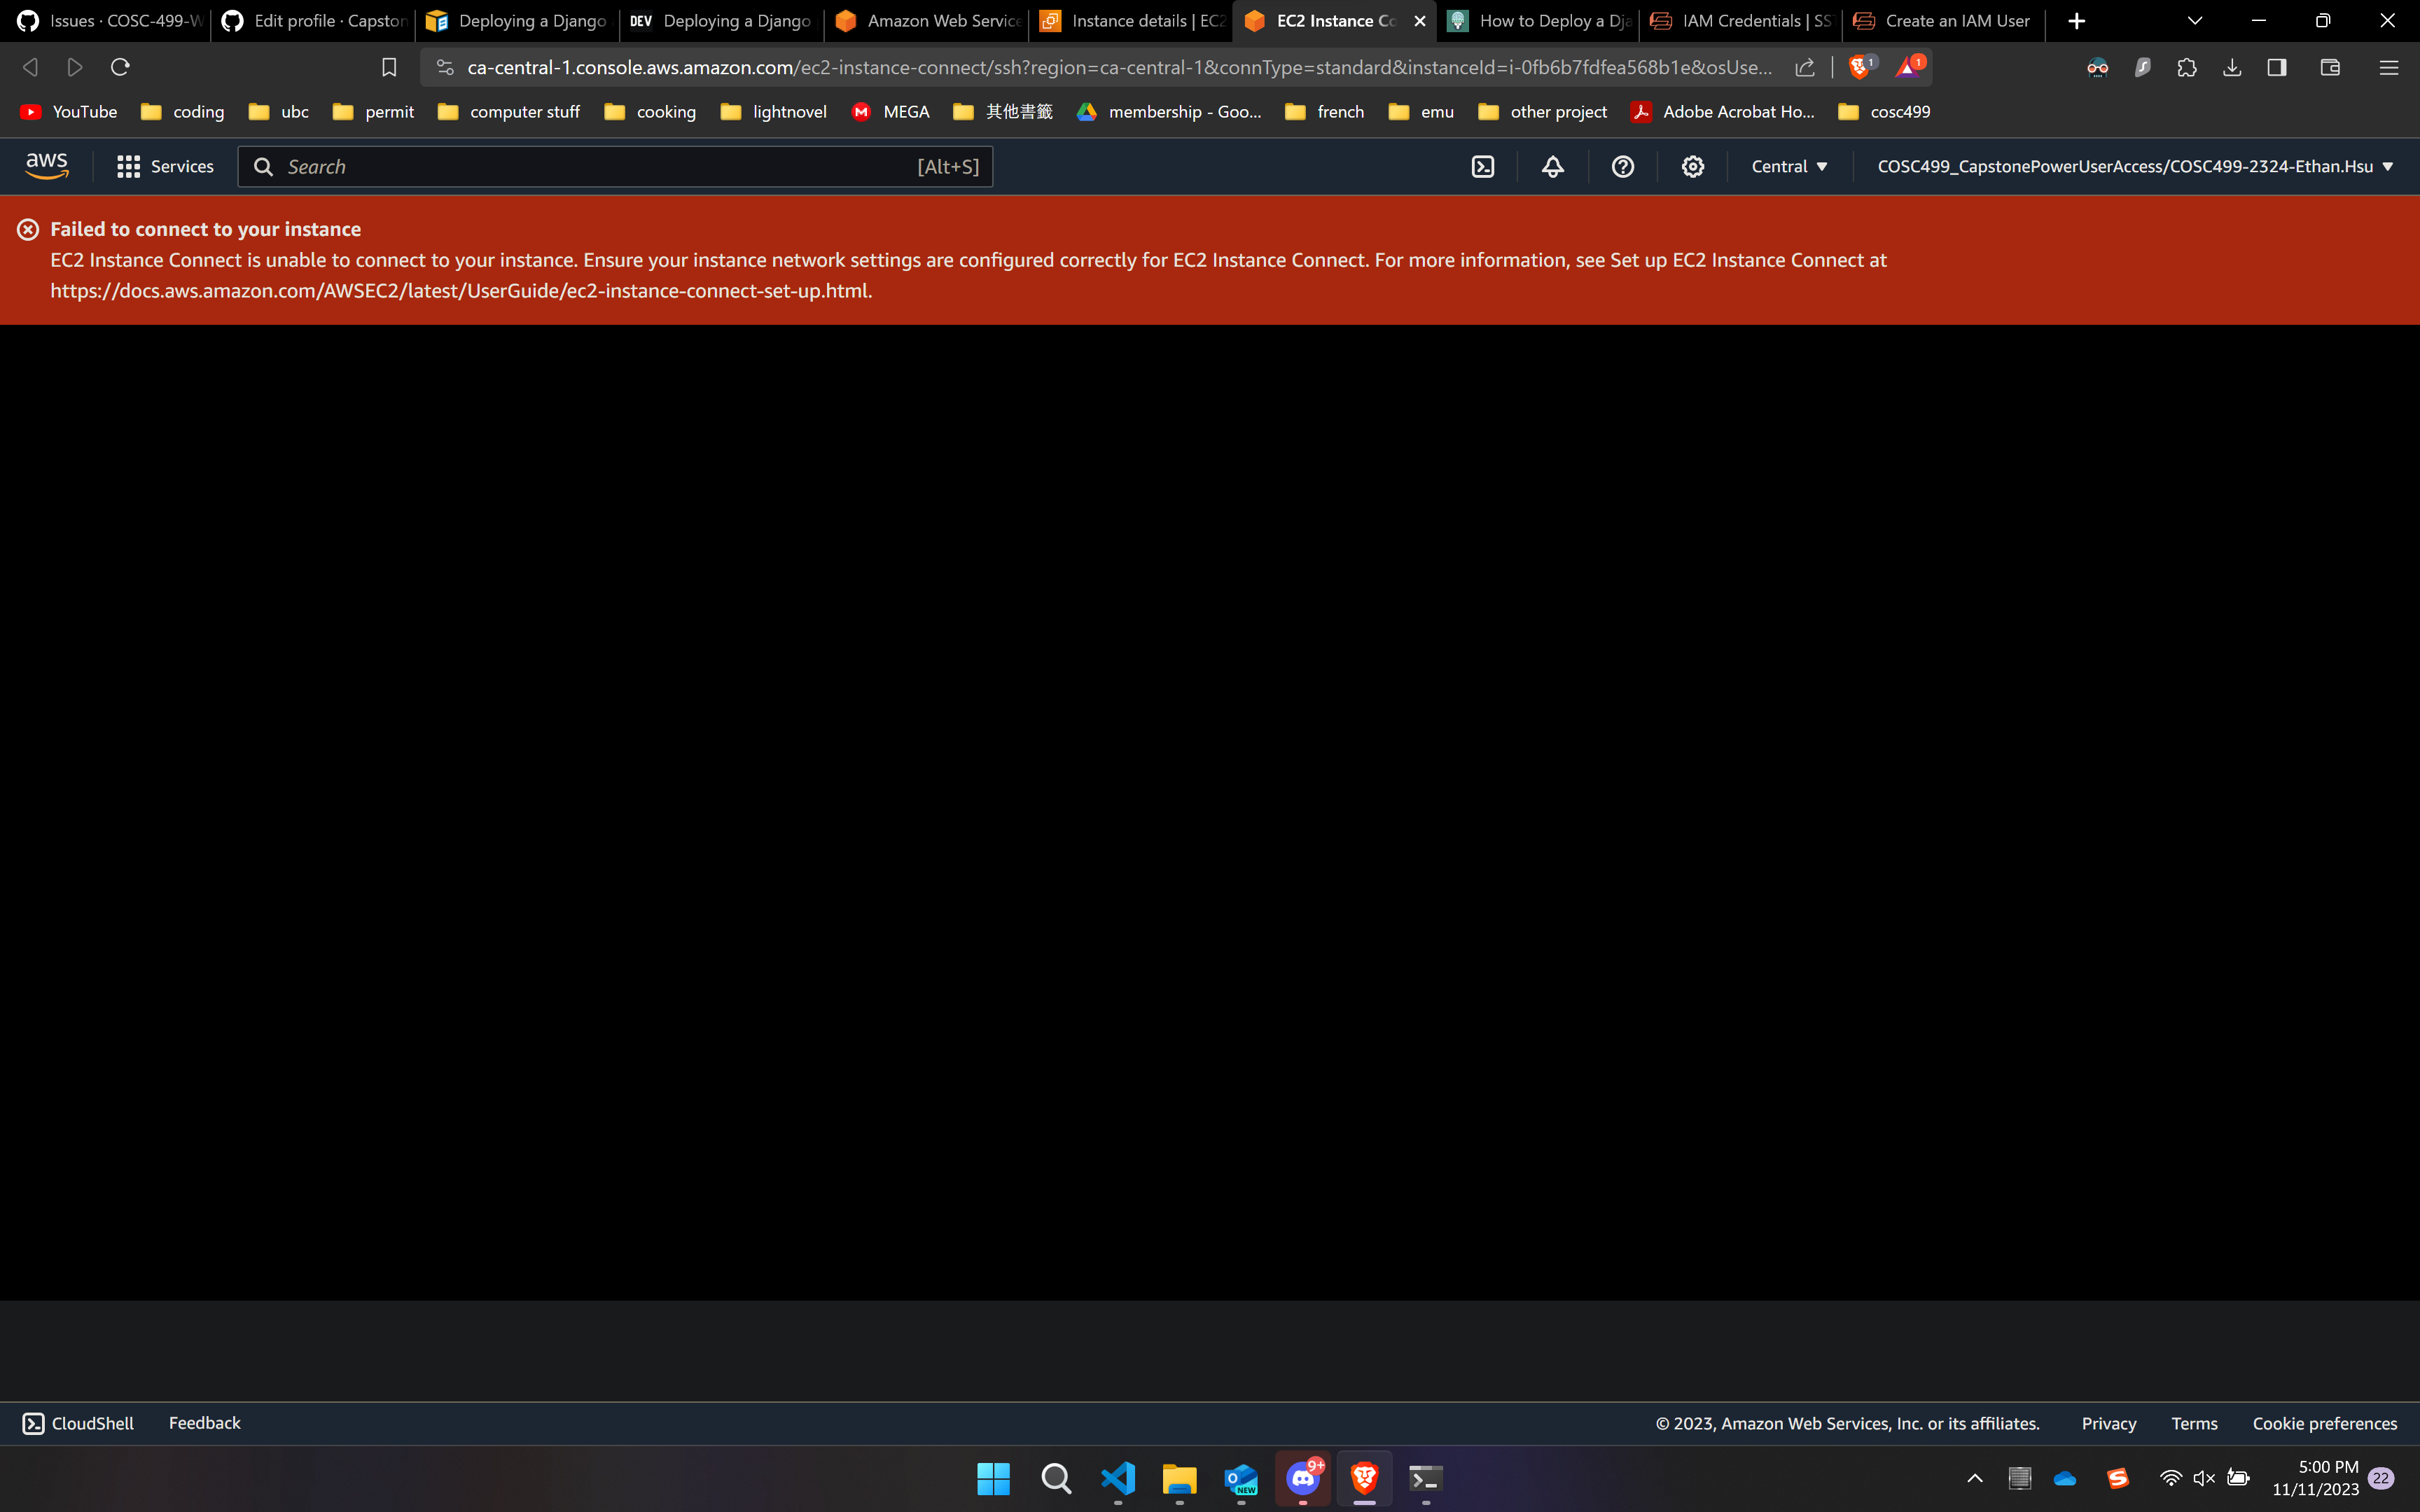 Issues · COSC-499-W
Edit profile · Capston
Deploying a Django
DEV Deploying a Django
Amazon Web Service
Instance details | EC2
EC2 Instance Co
How to Deploy a Dja
IAM Credentials | SS
Create an IAM User
ca-central-1.console.aws.amazon.com/ec2-instance-connect/ssh?region=ca-central-1&connType=standard&instanceId=i-0fb6b7fdfea568b1e&osUse...
1
1
YouTube
coding
ubc
permit
computer stuff
cooking
lightnovel
M MEGA
其他書籤
membership - Goo...
french
emu
other project
Adobe Acrobat Ho...
cosc499
aws
Services
Search
[Alt+S]
Central
COSC499_CapstonePowerUserAccess/COSC499-2324-Ethan.Hsu
Failed to connect to your instance
EC2 Instance Connect is unable to connect to your instance. Ensure your instance network settings are configured correctly for EC2 Instance Connect. For more information, see Set up EC2 Instance Connect at
https://docs.aws.amazon.com/AWSEC2/latest/UserGuide/ec2-instance-connect-set-up.html.
CloudShell
Feedback
© 2023, Amazon Web Services, Inc. or its affiliates.
Privacy
Terms
Cookie preferences
NEW
9+
5:00 PM
11/11/2023
22